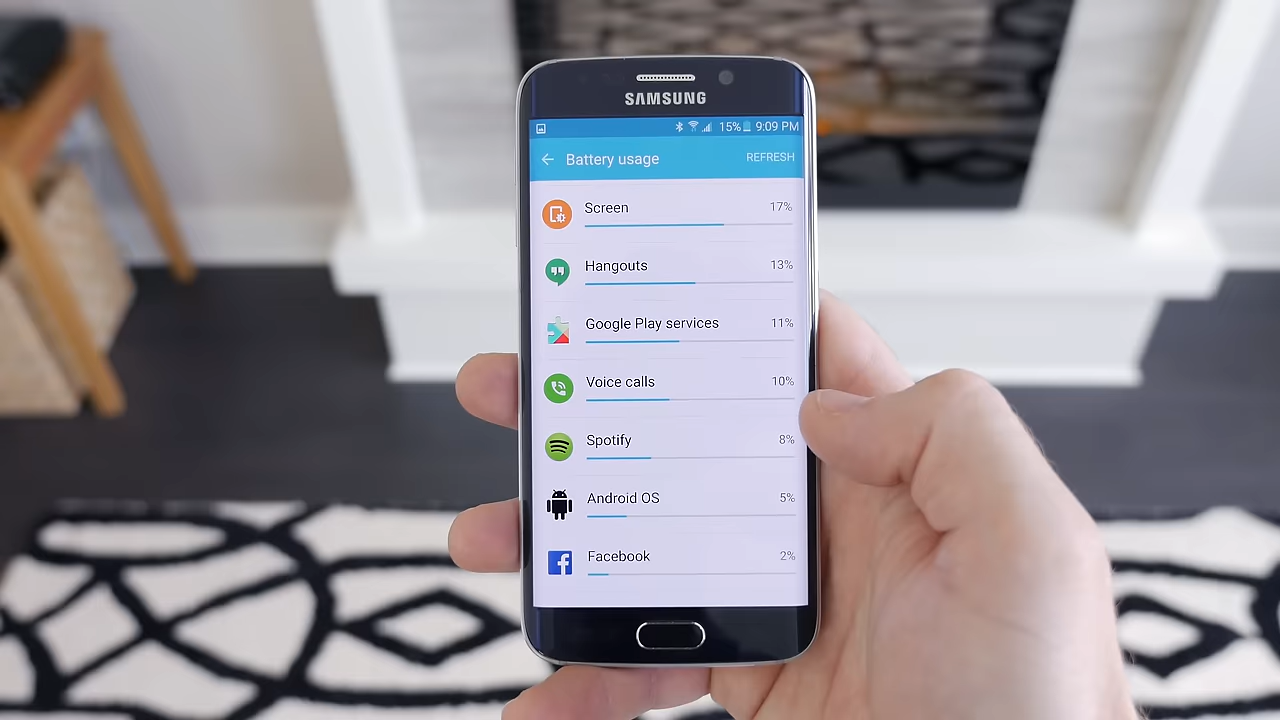 SAMSUNG
15% 9:09 PM
Battery usage REFRESH
Screen 17%
Hangouts 13%
Google Play services 11%
Voice calls 10%
Spotify 8%
Android OS 5%
Facebook 2%